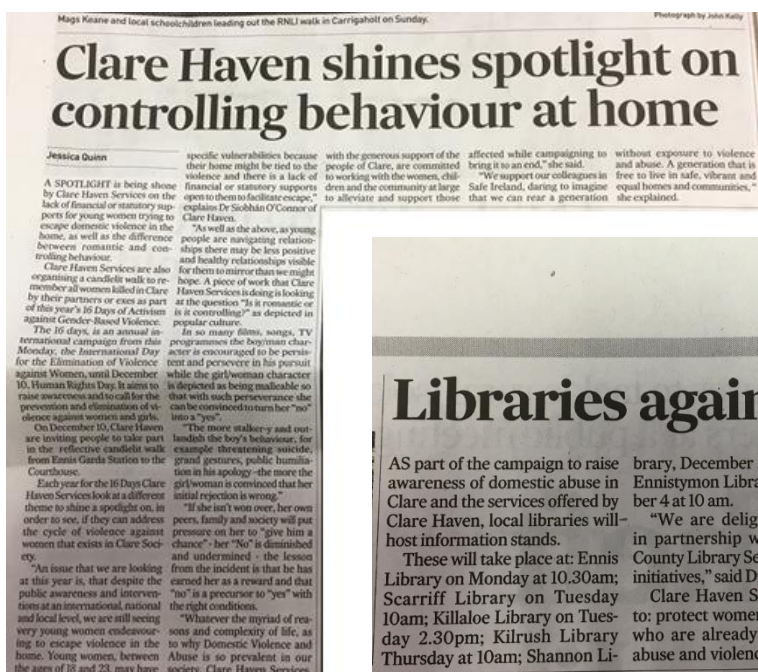 Mags Keane and local schoolchildren leading out the RNLI walk in Carrigaholt on Sunday.
Photograph by John Kelly
Clare Haven shines spotlight on
controlling behaviour at home
Jessica Quinn
A SPOTLIGHT is being shone
by Clare Haven Services on the
lack of financial or statutory sup-
ports for young women trying to
escape domestic violence in the
home, as well as the difference
between romantic and con-
trolling behaviour.
Clare Haven Services are also
organising a candlelit walk to re-
member all women killed in Clare
by their partners or exes as part
of this year's 16 Days of Activism
against Gender-Based Violence.
The 16 days, is an annual in-
ternational campaign from this
Monday, the International Day
for the Elimination of Violence
against Women, until December
10, Human Rights Day. It aims to
raise awareness and to call for the
prevention and elimination of vi-
olence against women and girls.
On December 10, Clare Haven
are inviting people to take part
in the reflective candlelit walk
from Ennis Garda Station to the
Courthouse.
Each year for the 16 Days Clare
Haven Services look at a different
theme to shine a spotlight on, in
order to see, if they can address
the cycle of violence against
women that exists in Clare Soci-
ety.
"An issue that we are looking
at this year is, that despite the
public awareness and interven-
tions at an international, national
and local level, we are still seeing
very young women endeavour-
ing to escape violence in the
home. Young women, between
the ages of 18 and 23, may have
specific vulnerabilities because
their home might be tied to the
violence and there is a lack of
financial or statutory supports
open to them to facilitate escape,"
explains Dr Siobhán O'Connor of
Clare Haven.
"As well as the above, as young
people are navigating relation-
ships there may be less positive
and healthy relationships visible
for them to mirror than we might
hope. A piece of work that Clare
Haven Services is doing is looking
at the question "Is it romantic or
is it controlling?" as depicted in
popular culture.
In so many films, songs, TV
programmes the boy/man char-
acter is encouraged to be persis-
tent and persevere in his pursuit
while the girl/woman character
is depicted as being malleable so
that with such perseverance she
can be convinced to turn her "no"
into a "yes".
"The more stalker-y and out-
landish the boy's behaviour, for
example threatening suicide,
grand gestures, public humilia-
tion in his apology -the more the
girl/woman is convinced that her
initial rejection is wrong."
"If she isn't won over, her own
peers, family and society will put
pressure on her to "give him a
chance"- her "No" is diminished
and undermined - the lesson
from the incident is that he has
earned her as a reward and that
"no" is a precursor to "yes" with
the right conditions.
"Whatever the myriad of rea-
sons and complexity of life, as
to why Domestic Violence and
Abuse is so prevalent in our
society, Clare Haven Services,
with the generous support of the
people of Clare, are committed
to working with the women, chil-
dren and the community at large
to alleviate and support those
affected while campaigning to
bring it to an end," she said.
"We support our colleagues in
Safe Ireland, daring to imagine
that we can rear a generation
without exposure to violence
and abuse. A generation that is
free to live in safe, vibrant and
equal homes and communities,"
she explained.
Libraries again
AS part of the campaign to raise
awareness of domestic abuse in
Clare and the services offered by
Clare Haven, local libraries will
host information stands.
These will take place at: Ennis
Library on Monday at 10.30am;
Scarriff Library on Tuesday
10am; Killaloe Library on Tues-
day 2.30pm; Kilrush Library
Thursday at 10am; Shannon Li-
brary, December
Ennistymon Libra
ber 4 at 10 am.
"We are delig
in partnership w
County Library Se
initiatives," said D
Clare Haven S
to: protect wome
who are already
abuse and violenc